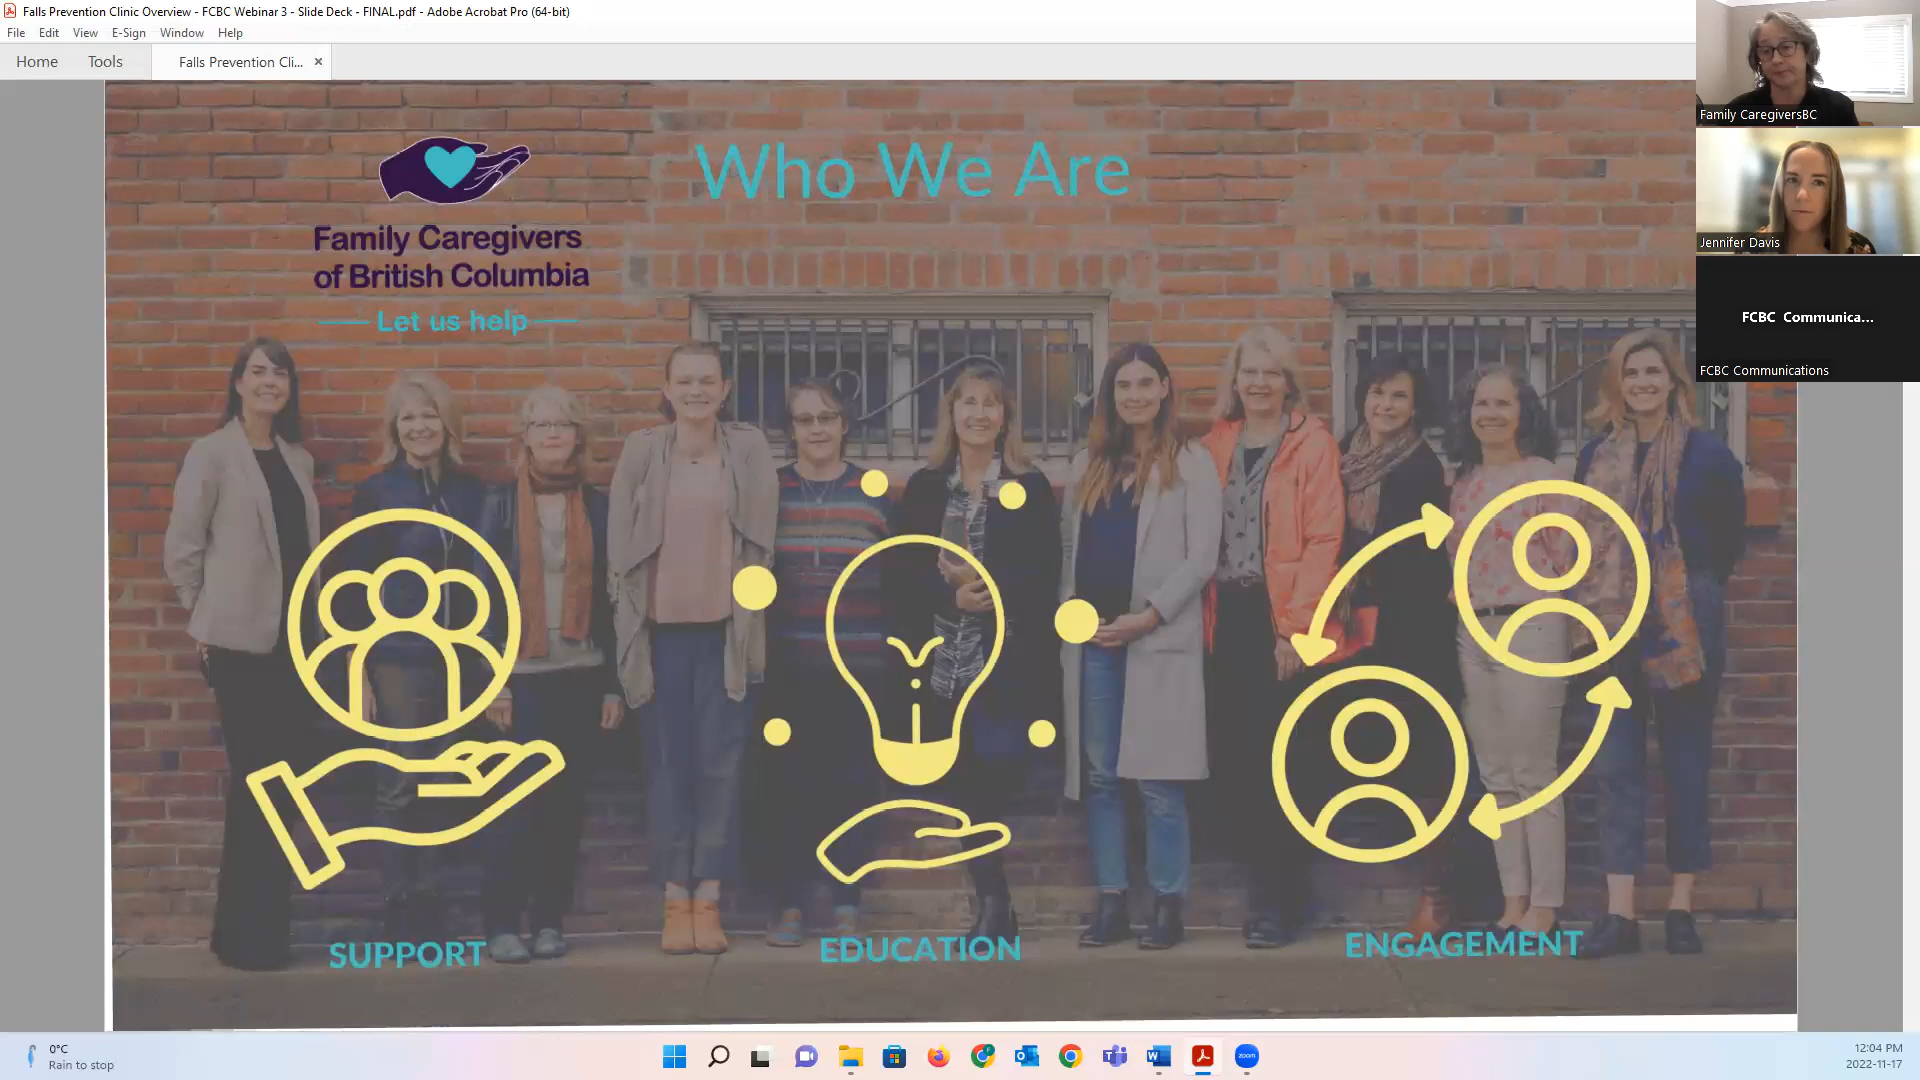 Falls Prevention Clinic Overview - FCBC Webinar 3 - Slide Deck - FINAL.pdf - Adobe Acrobat Pro (64-bit)
File Edit View E-Sign Window Help
Home Tools Falls Prevention Cli... ×
Family CaregiversBC
Jennifer Davis
FCBC Communica...
FCBC Communications
Who We Are
Family Caregivers
of British Columbia
Let us help
SUPPORT
EDUCATION
ENGAGEMENT
0°C
Rain to stop
zoom
12:04 PM
2022-11-17